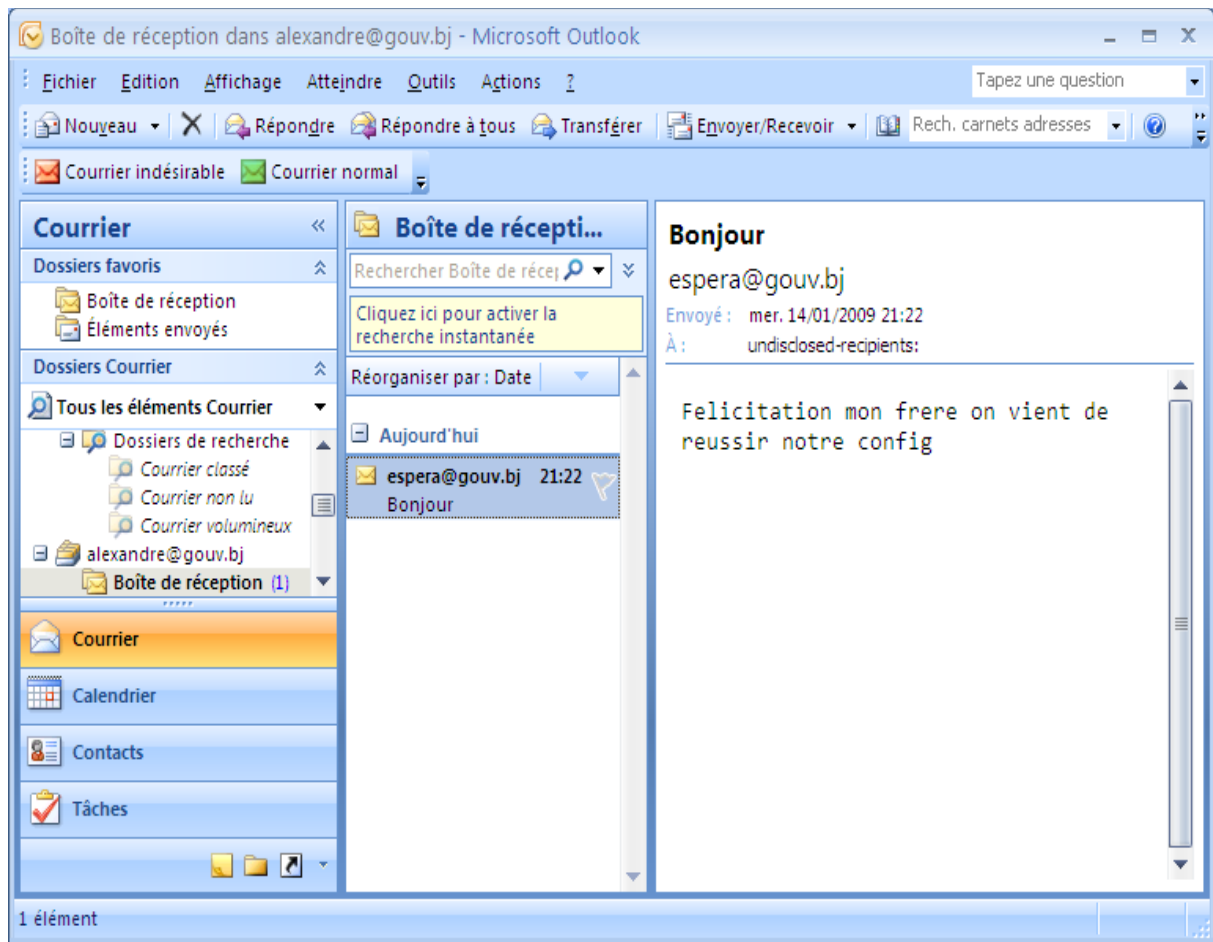 Boîte de réception dans alexandre@gouv.bj - Microsoft Outlook
Fichier Edition Affichage Atteindre Outils Actions ? Tapez une question
Nouveau Répondre Répondre à tous Transférer Envoyer/Recevoir Rech. carnets adresses
Courrier indésirable Courrier normal
Courrier
Dossiers favoris
Boîte de réception
Éléments envoyés
Dossiers Courrier
Tous les éléments Courrier
Dossiers de recherche
Courrier classé
Courrier non lu
Courrier volumineux
alexandre@gouv.bj
Boîte de réception (1)
Courrier
Calendrier
Contacts
Tâches
Boîte de récepti...
Rechercher Boîte de récep
Cliquez ici pour activer la
recherche instantanée
Réorganiser par : Date
Aujourd'hui
espera@gouv.bj 21:22
Bonjour
Bonjour
espera@gouv.bj
Envoyé : mer. 14/01/2009 21:22
À : undisclosed-recipients:
Felicitation mon frere on vient de
reussir notre config
1 élément